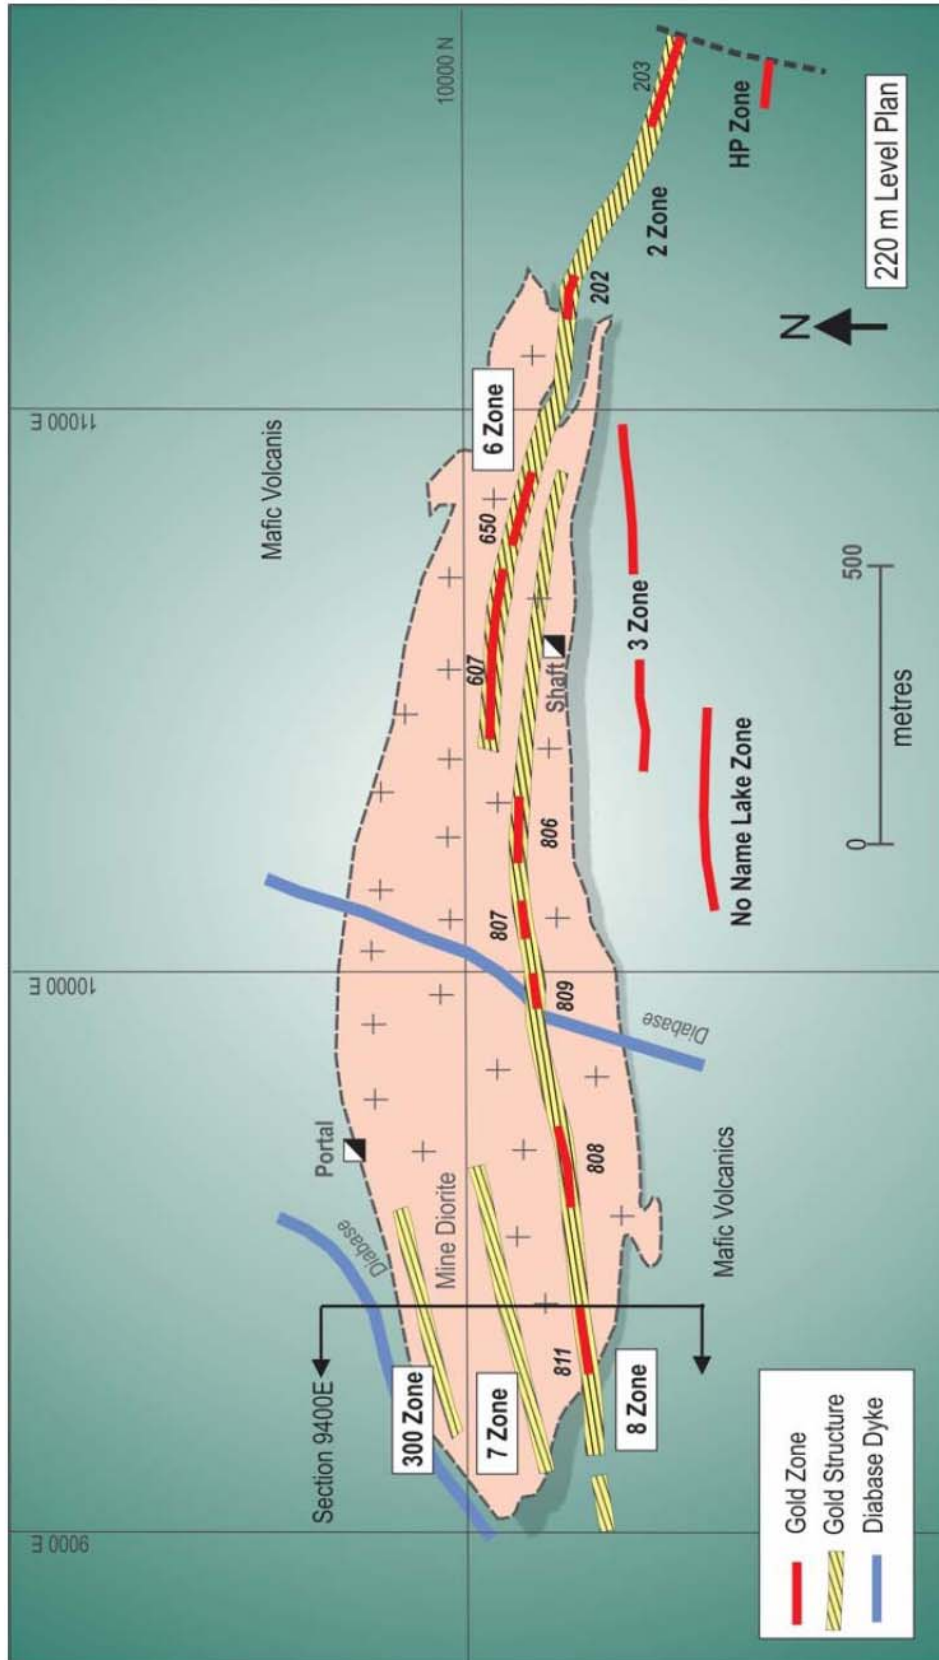 9000 E
10000 E
11000 E
10000 N
Section 9400E
Portal
Mafic Volcanis
Diabase
300 Zone
Mine Diorite
7 Zone
6 Zone
607
650
811
808
809
807
806
Shaft
202
203
2 Zone
HP Zone
8 Zone
Mafic Volcanics
Diabase
3 Zone
No Name Lake Zone
N
Gold Zone
Gold Structure
Diabase Dyke
0
500
metres
220 m Level Plan